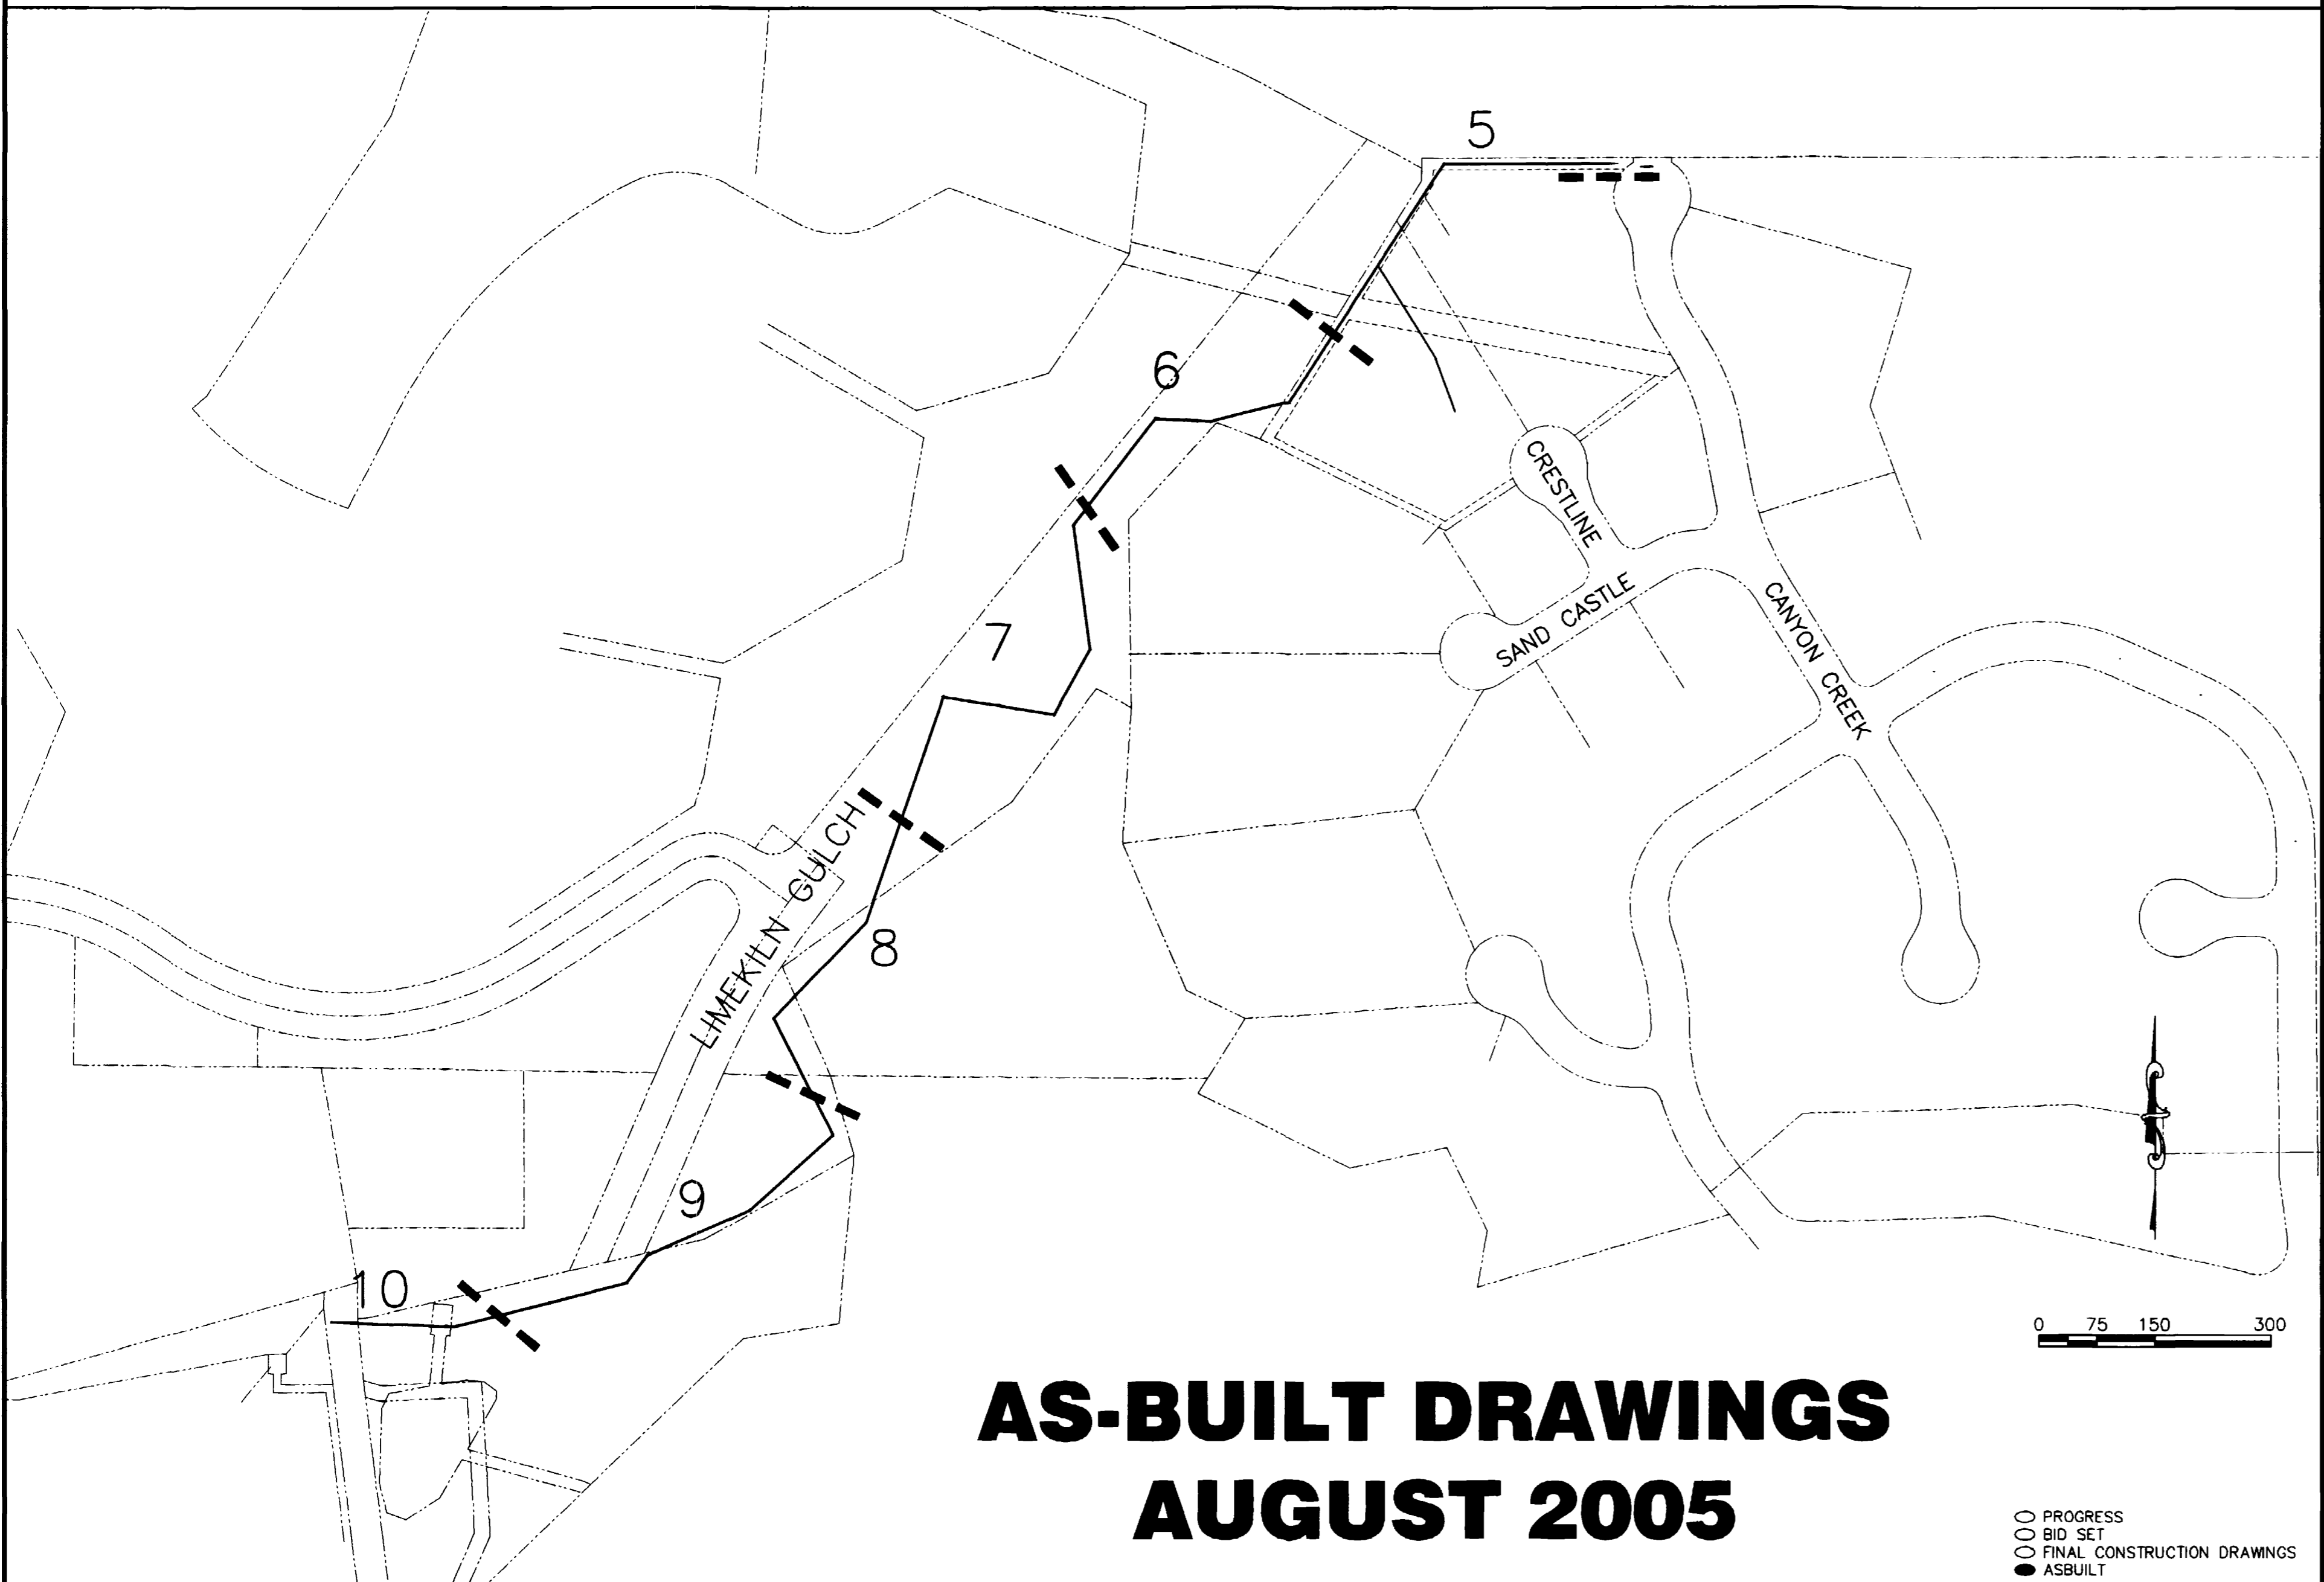 5
6
CRESTLINE
SAND CASTLE
CANYON CREEK
7
LIMEKILN GULCH
8
9
10
0 75 150 300
AS-BUILT DRAWINGS
AUGUST 2005
PROGRESS
BID SET
FINAL CONSTRUCTION DRAWINGS
ASBUILT